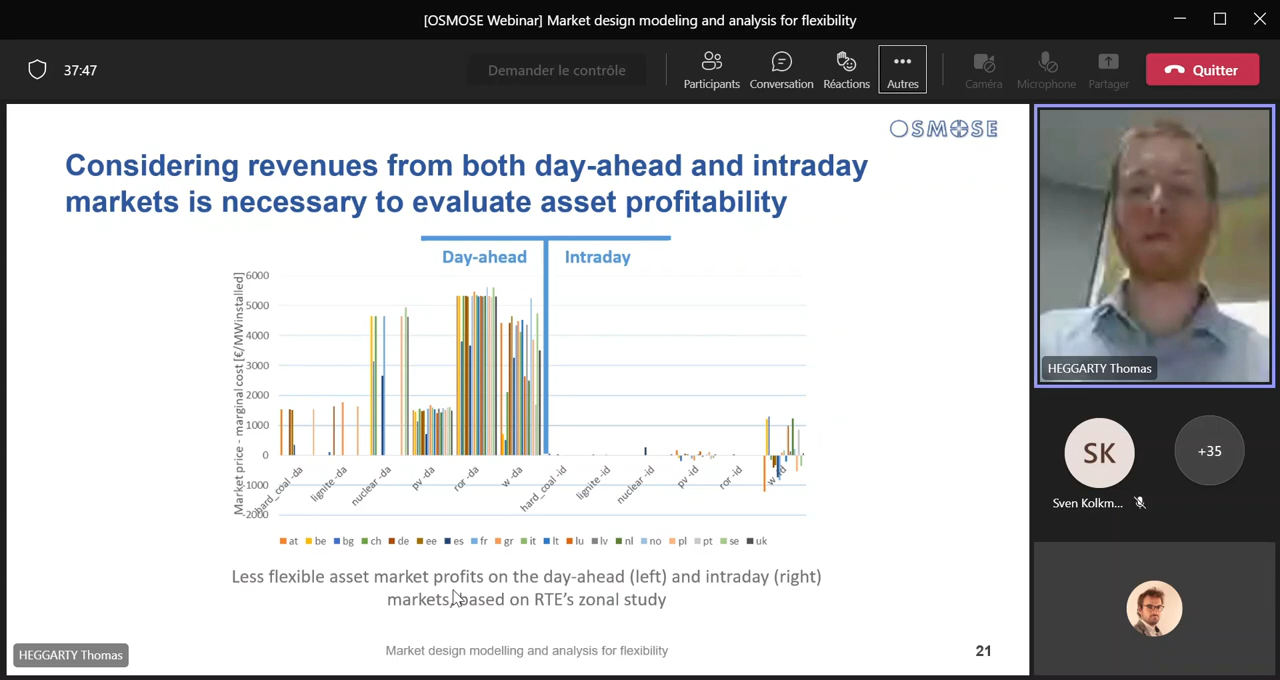 [OSMOSE Webinar] Market design modeling and analysis for flexibility
37:47
Demander le contrôle
Participants
Conversation
Réactions
Autres
Caméra
Microphone
Partager
Quitter
OSMOSE
Considering revenues from both day-ahead and intraday
markets is necessary to evaluate asset profitability
Day-ahead
Intraday
Market price - marginal cost [€/MWinstalled]
6000
5000
4000
3000
2000
1000
0
-1000
-2000
hard_coal -da
lignite -da
nuclear -da
pv -da
ror -da
w -da
hard_coal -id
lignite -id
nuclear -id
pv -id
ror -id
w -id
at be bg ch de ee es fr gr it lt lu lv nl no pl pt se uk
Less flexible asset market profits on the day-ahead (left) and intraday (right)
markets, based on RTE's zonal study
Market design modelling and analysis for flexibility
21
HEGGARTY Thomas
HEGGARTY Thomas
SK
Sven Kolkm...
+35